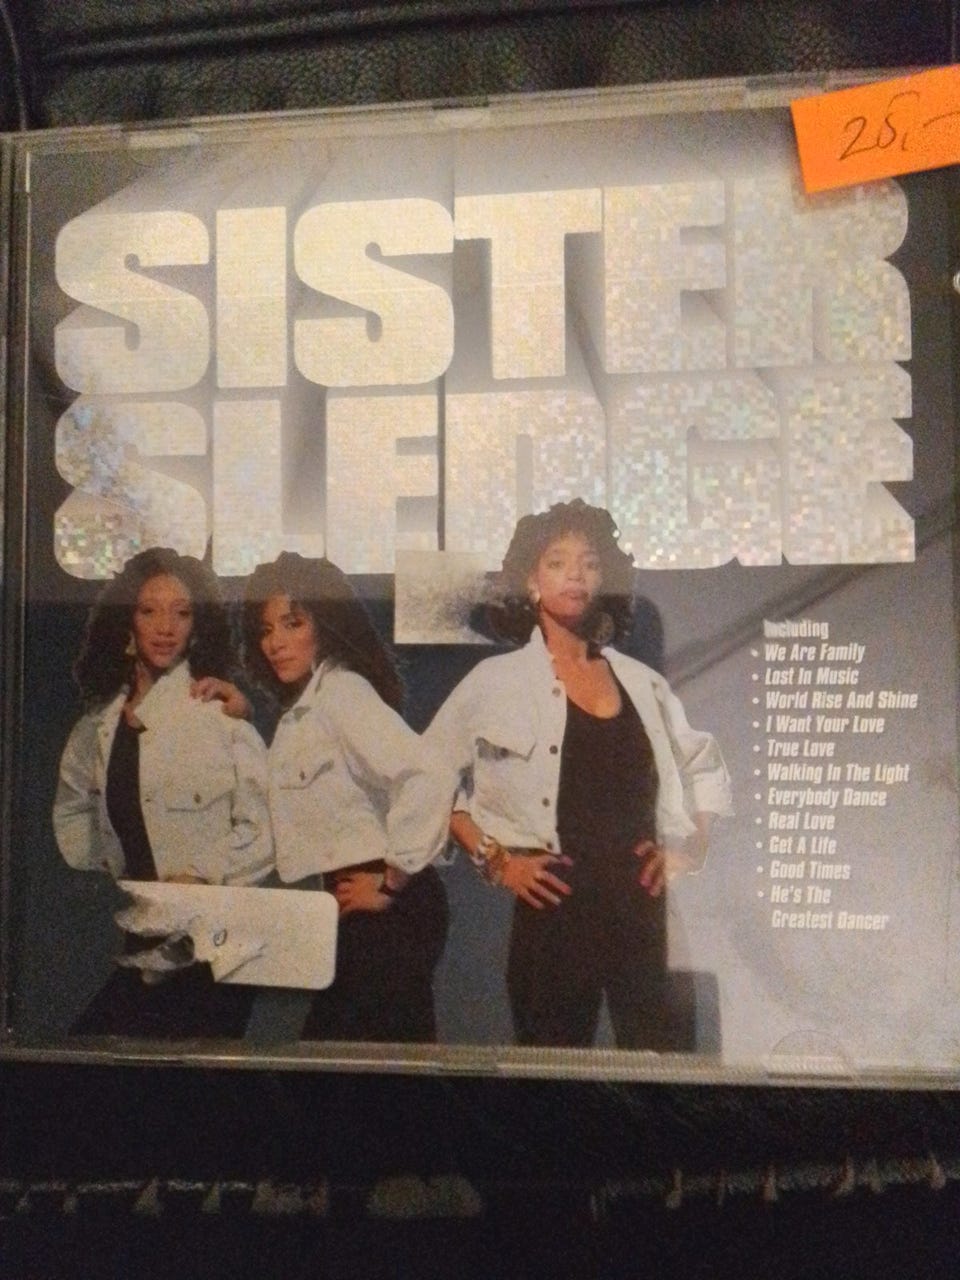 25,-
SISTER
SLEDGE
Including
• We Are Family
• Lost In Music
• World Rise And Shine
• I Want Your Love
• True Love
• Walking In The Light
• Everybody Dance
• Real Love
• Get A Life
• Good Times
• He's The
Greatest Dancer